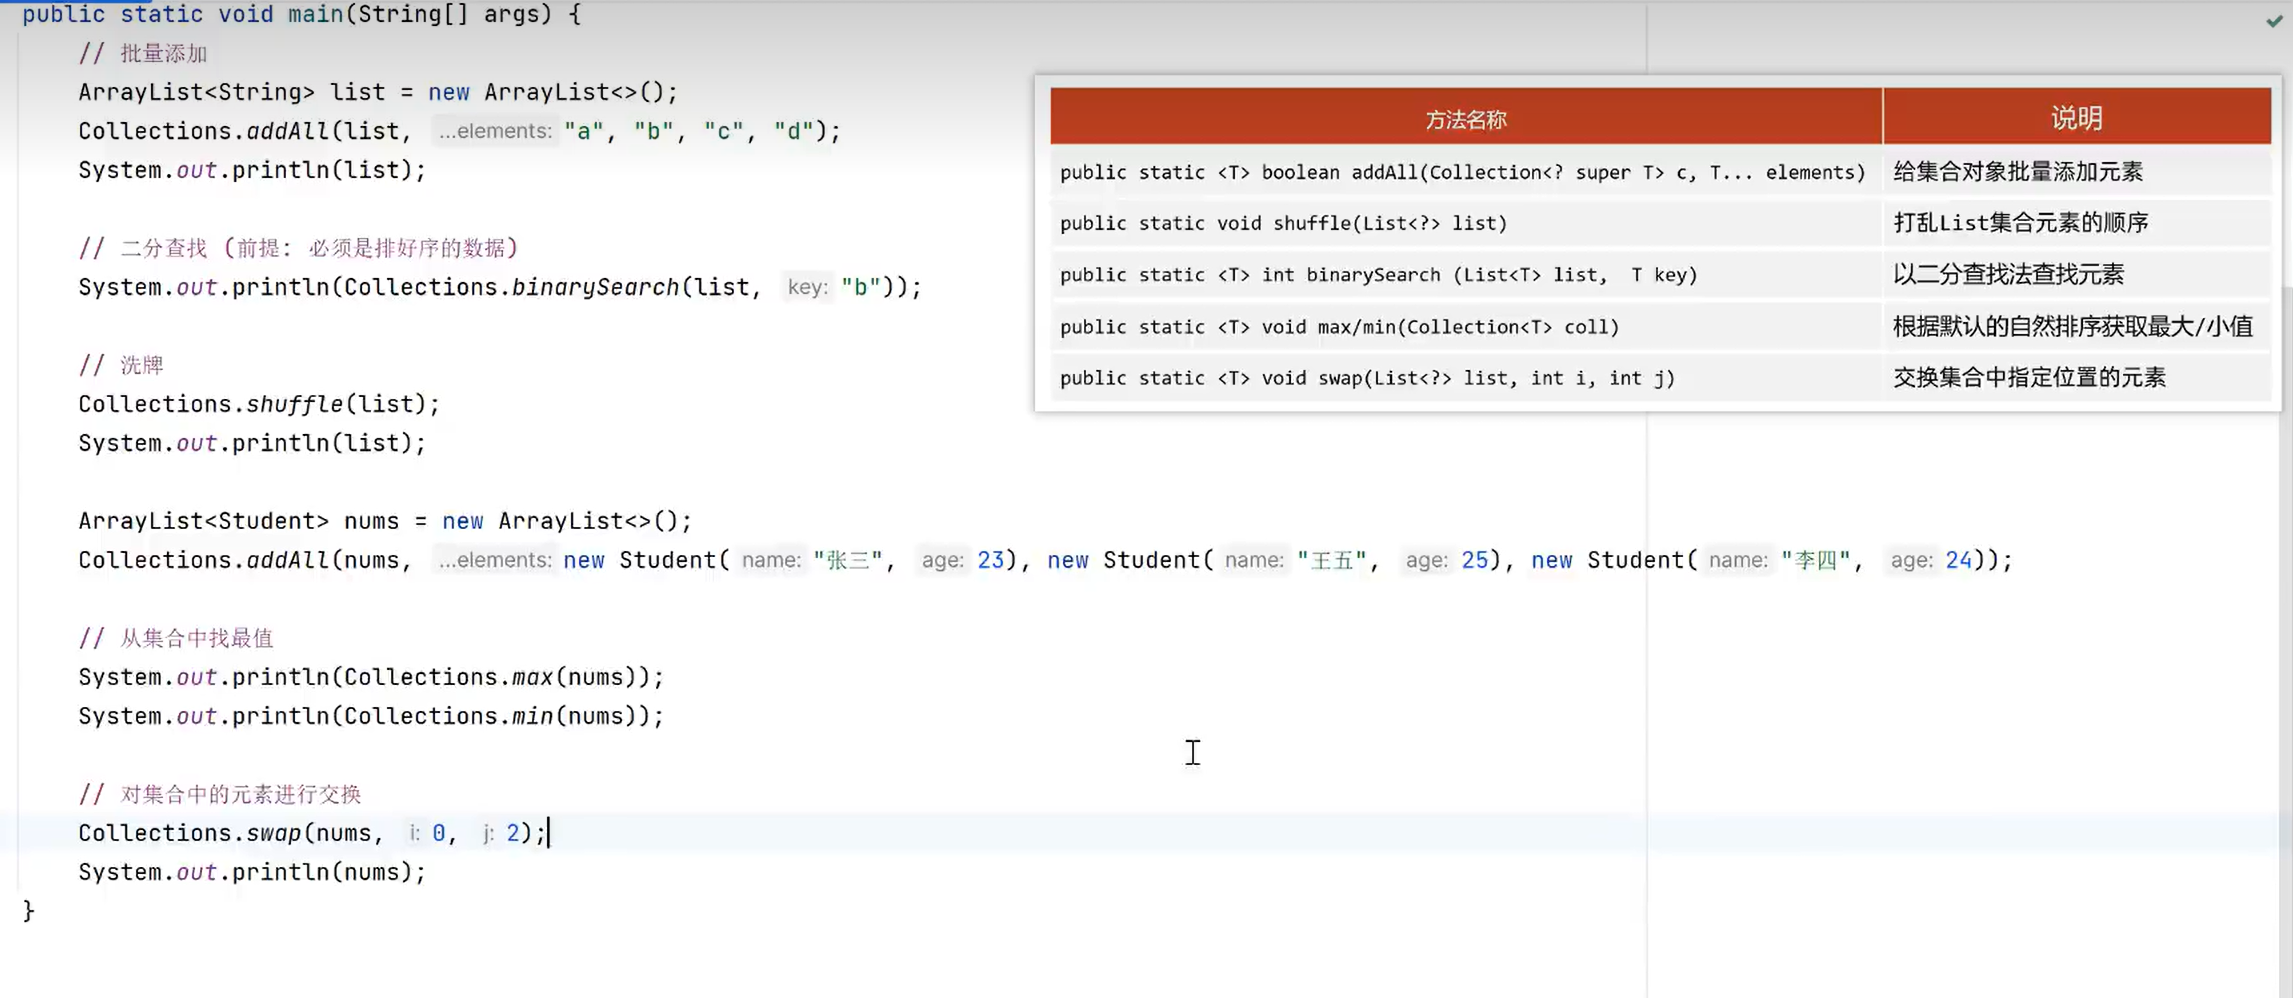 public static void main(String[] args) {
// 批量添加
ArrayList<String> list = new ArrayList<>();
Collections.addAll(list, ...elements: "a", "b", "c", "d");
System.out.println(list);
// 二分查找 (前提: 必须是排好序的数据)
System.out.println(Collections.binarySearch(list, key: "b"));
// 洗牌
Collections.shuffle(list);
System.out.println(list);
ArrayList<Student> nums = new ArrayList<>();
Collections.addAll(nums, ...elements: new Student( name: "张三", age: 23), new Student( name: "王五", age: 25), new Student( name: "李四", age: 24));
// 从集合中找最值
System.out.println(Collections.max(nums));
System.out.println(Collections.min(nums));
// 对集合中的元素进行交换
Collections.swap(nums, i: 0, j: 2);
System.out.println(nums);
}
方法名称 说明
public static <T> boolean addAll(Collection<? super T> c, T... elements) 给集合对象批量添加元素
public static void shuffle(List<?> list) 打乱List集合元素的顺序
public static <T> int binarySearch (List<T> list, T key) 以二分查找法查找元素
public static <T> void max/min(Collection<T> coll) 根据默认的自然排序获取最大/小值
public static <T> void swap(List<?> list, int i, int j) 交换集合中指定位置的元素